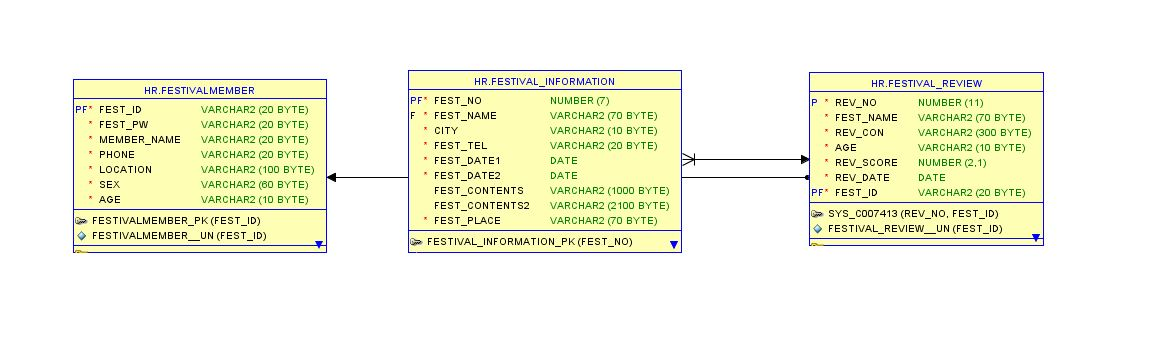 HR.FESTIVALMEMBER
PF* FEST_ID VARCHAR2 (20 BYTE)
* FEST_PW VARCHAR2 (20 BYTE)
* MEMBER_NAME VARCHAR2 (20 BYTE)
* PHONE VARCHAR2 (20 BYTE)
* LOCATION VARCHAR2 (100 BYTE)
* SEX VARCHAR2 (60 BYTE)
* AGE VARCHAR2 (10 BYTE)
FESTIVALMEMBER_PK (FEST_ID)
FESTIVALMEMBER__UN (FEST_ID)
HR.FESTIVAL_INFORMATION
PF* FEST_NO NUMBER (7)
F * FEST_NAME VARCHAR2 (70 BYTE)
* CITY VARCHAR2 (10 BYTE)
* FEST_TEL VARCHAR2 (20 BYTE)
* FEST_DATE1 DATE
* FEST_DATE2 DATE
FEST_CONTENTS VARCHAR2 (1000 BYTE)
FEST_CONTENTS2 VARCHAR2 (2100 BYTE)
* FEST_PLACE VARCHAR2 (70 BYTE)
FESTIVAL_INFORMATION_PK (FEST_NO)
HR.FESTIVAL_REVIEW
P * REV_NO NUMBER (11)
* FEST_NAME VARCHAR2 (70 BYTE)
* REV_CON VARCHAR2 (300 BYTE)
* AGE VARCHAR2 (10 BYTE)
* REV_SCORE NUMBER (2,1)
* REV_DATE DATE
PF* FEST_ID VARCHAR2 (20 BYTE)
SYS_C007413 (REV_NO, FEST_ID)
FESTIVAL_REVIEW__UN (FEST_ID)